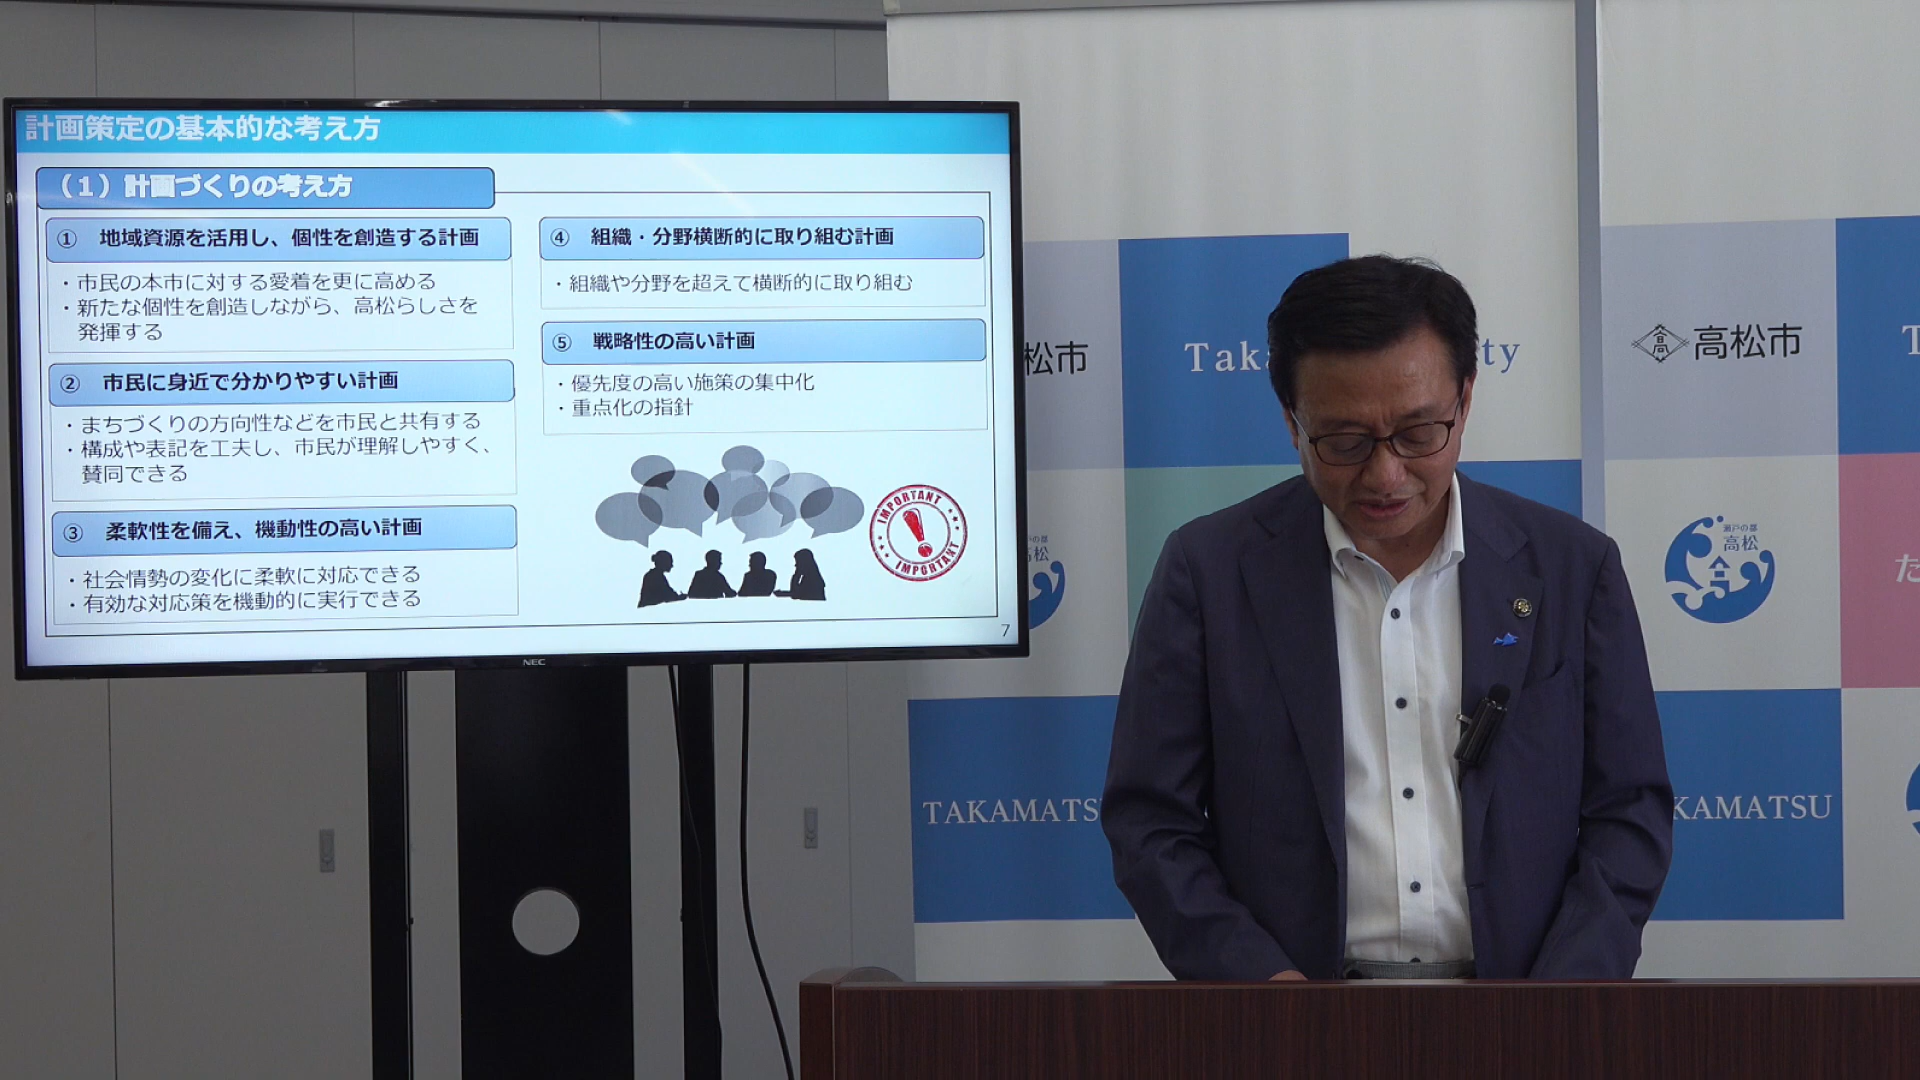 計画策定の基本的な考え方
(1)計画づくりの考え方
① 地域資源を活用し、個性を創造する計画
・市民の本市に対する愛着を更に高める
・新たな個性を創造しながら、高松らしさを
発揮する
② 市民に身近で分かりやすい計画
・まちづくりの方向性などを市民と共有する
・構成や表記を工夫し、市民が理解しやすく、
賛同できる
③ 柔軟性を備え、機動性の高い計画
・社会情勢の変化に柔軟に対応できる
・有効な対応策を機動的に実行できる
④ 組織・分野横断的に取り組む計画
・組織や分野を超えて横断的に取り組む
⑤ 戦略性の高い計画
・優先度の高い施策の集中化
・重点化の指針
IMPORTANT
IMPORTANT
7
NEC
松市
Taka
ty
高松市
T
の都
松
瀬戸の都
高松
た
TAKAMATS
KAMATSU